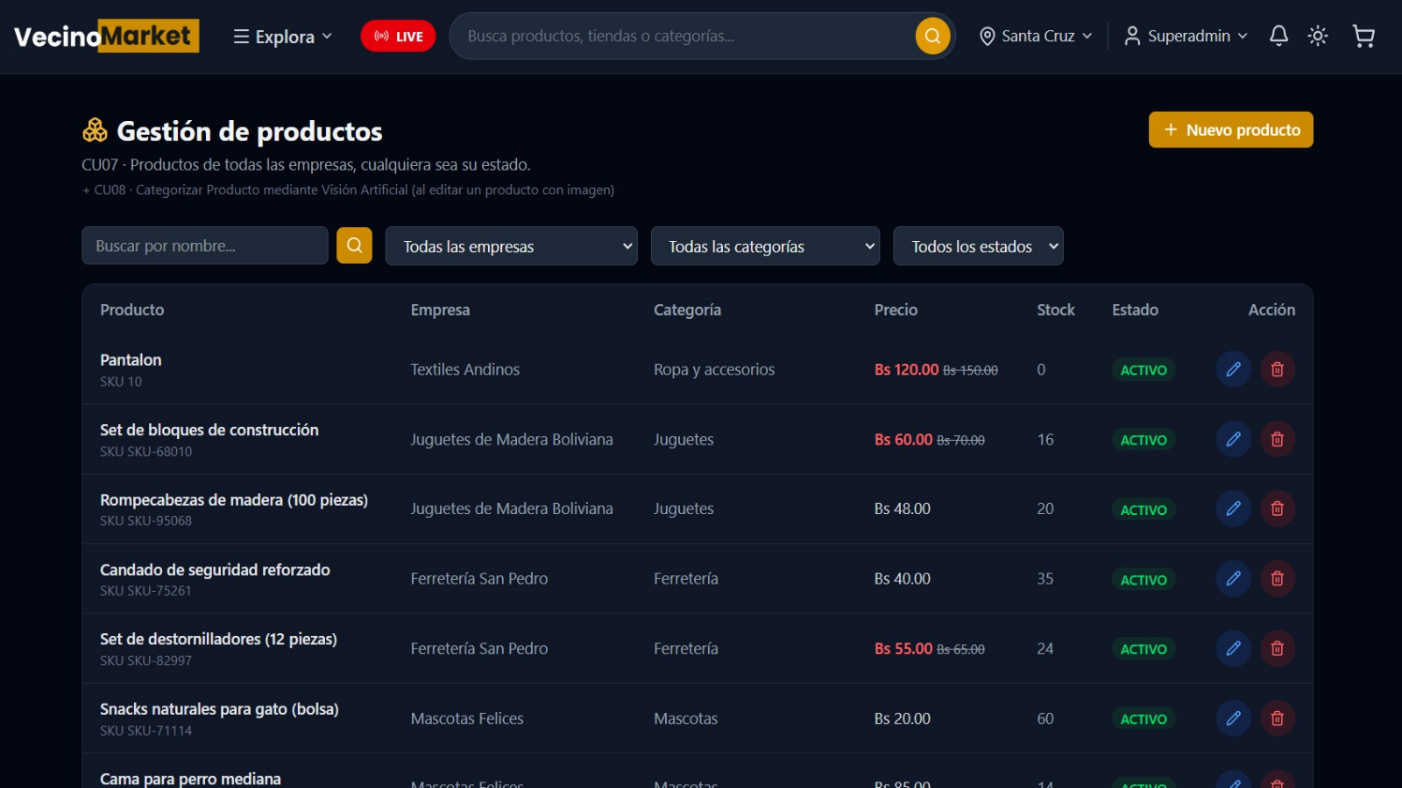 VecinoMarket Explora LIVE Busca productos, tiendas o categorías... Santa Cruz Superadmin
Gestión de productos + Nuevo producto
CU07 · Productos de todas las empresas, cualquiera sea su estado.
+ CU08 · Categorizar Producto mediante Visión Artificial (al editar un producto con imagen)
Buscar por nombre... Todas las empresas Todas las categorías Todos los estados
Producto Empresa Categoría Precio Stock Estado Acción
Pantalon
SKU 10
Textiles Andinos Ropa y accesorios Bs 120.00 Bs 150.00 0 ACTIVO
Set de bloques de construcción
SKU SKU-68010
Juguetes de Madera Boliviana Juguetes Bs 60.00 Bs 70.00 16 ACTIVO
Rompecabezas de madera (100 piezas)
SKU SKU-95068
Juguetes de Madera Boliviana Juguetes Bs 48.00 20 ACTIVO
Candado de seguridad reforzado
SKU SKU-75261
Ferretería San Pedro Ferretería Bs 40.00 35 ACTIVO
Set de destornilladores (12 piezas)
SKU SKU-82997
Ferretería San Pedro Ferretería Bs 55.00 Bs 65.00 24 ACTIVO
Snacks naturales para gato (bolsa)
SKU SKU-71114
Mascotas Felices Mascotas Bs 20.00 60 ACTIVO
Cama para perro mediana
Mascotas Felices Mascotas Bs 85.00 14 ACTIVO